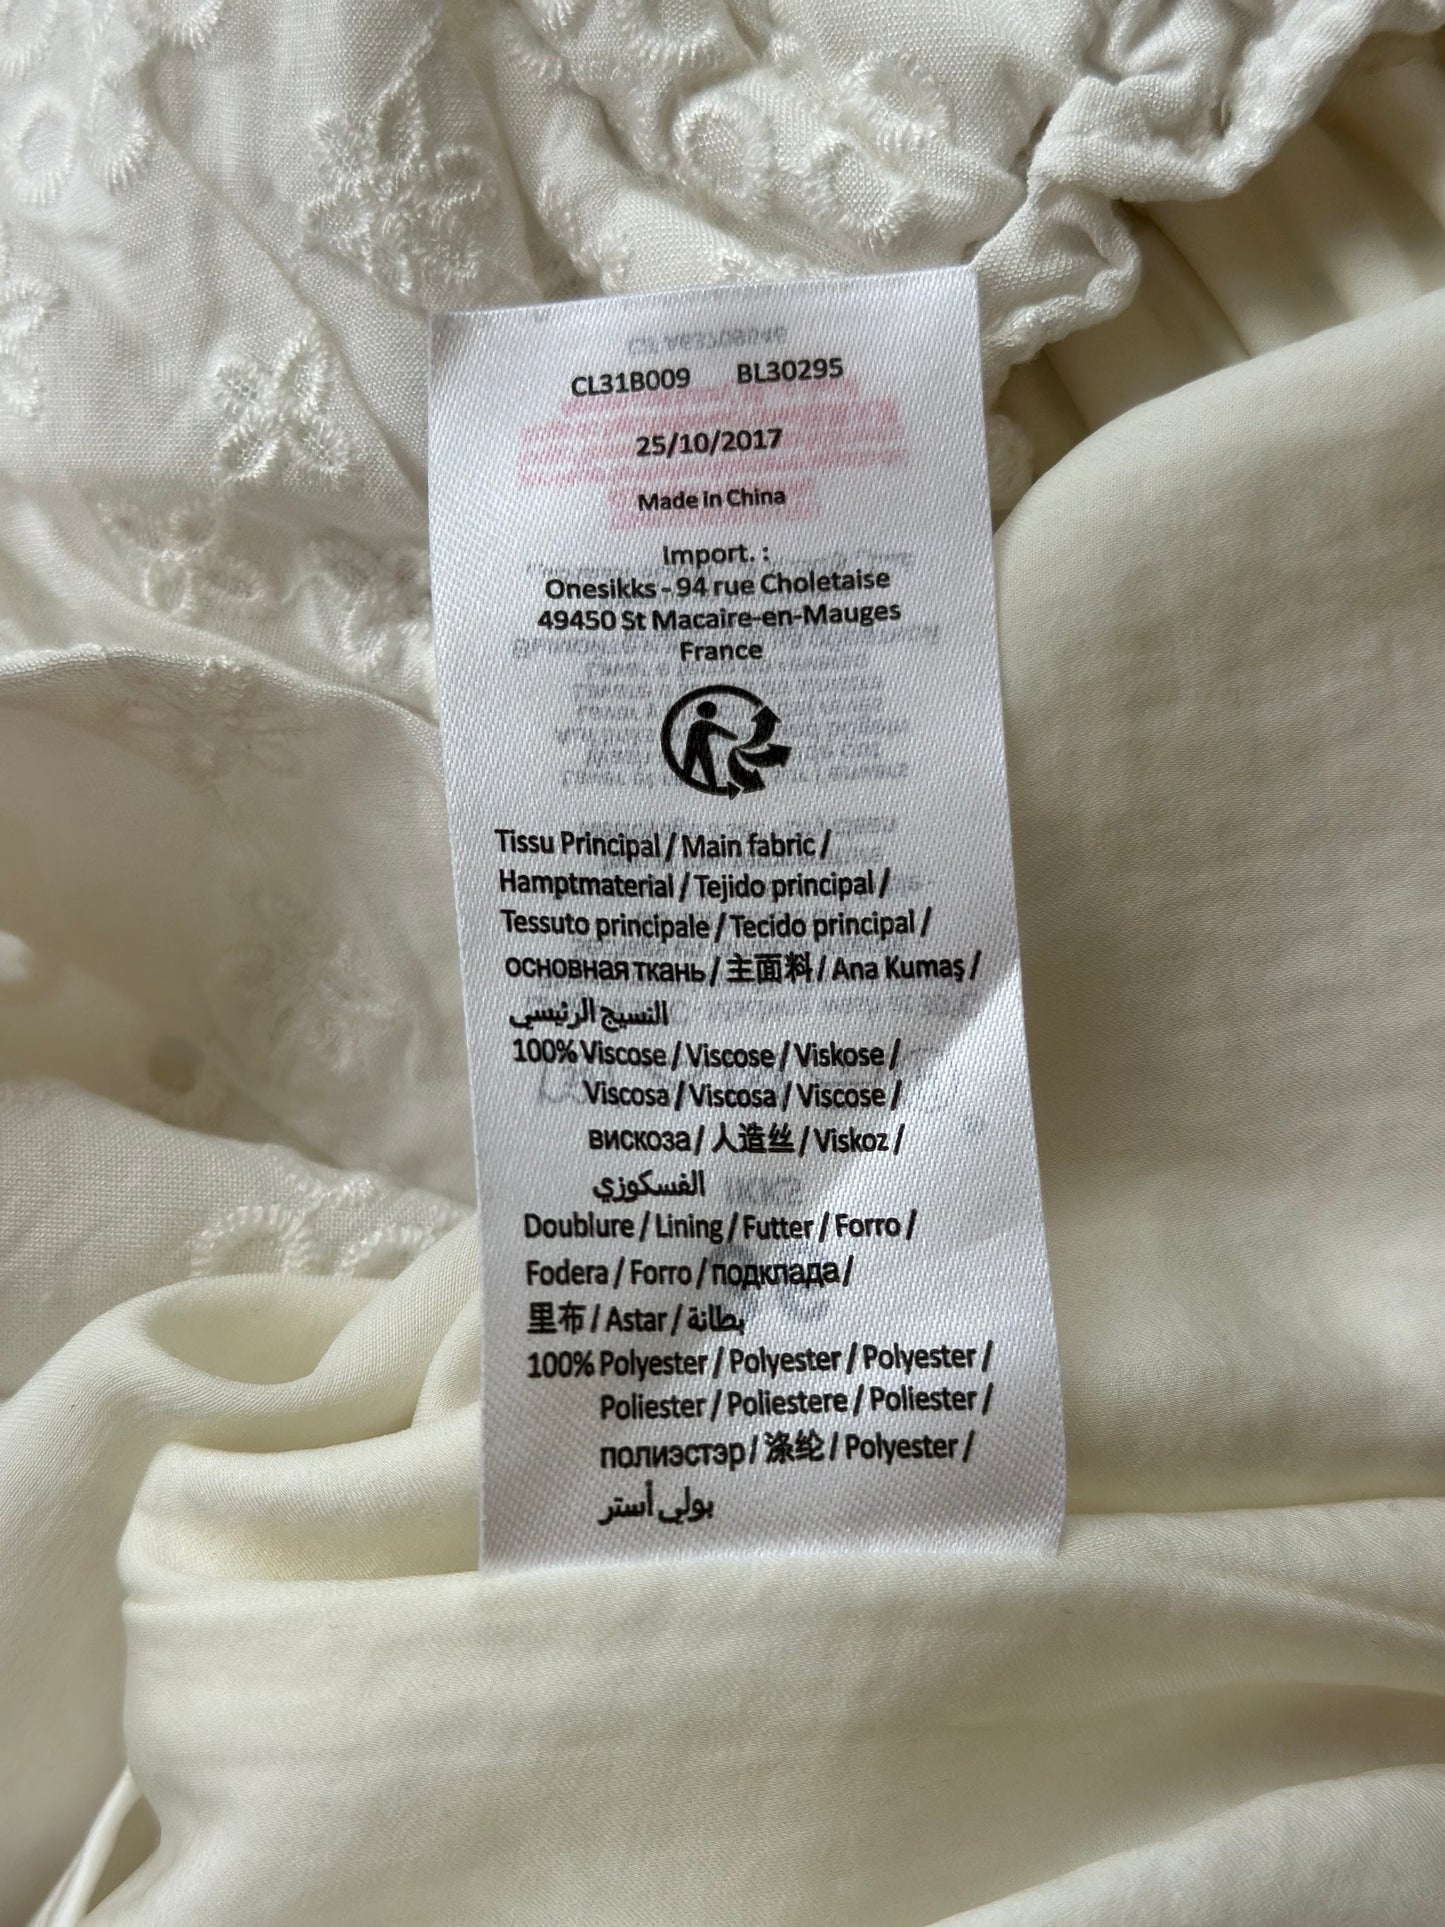 CL31B009 BL30295
25/10/2017
Made in China
Import. :
Onesikks - 94 rue Choletaise
49450 St Macaire-en-Mauges
France
Tissu Principal / Main fabric /
Hamptmaterial / Tejido principal /
Tessuto principale / Tecido principal /
основная ткань / 主面料 / Ana Kumaş /
النسيج الرئيسي
100% Viscose / Viscose / Viskose /
Viscosa / Viscosa / Viscose /
вискоза / 人造丝 / Viskoz /
الفسكوزي
Doublure / Lining / Futter / Forro /
Fodera / Forro / подклада /
里布 / Astar / بطانة
100% Polyester / Polyester / Polyester /
Poliester / Poliestere / Poliester /
полиэстэр / 涤纶 / Polyester /
بولي أستر